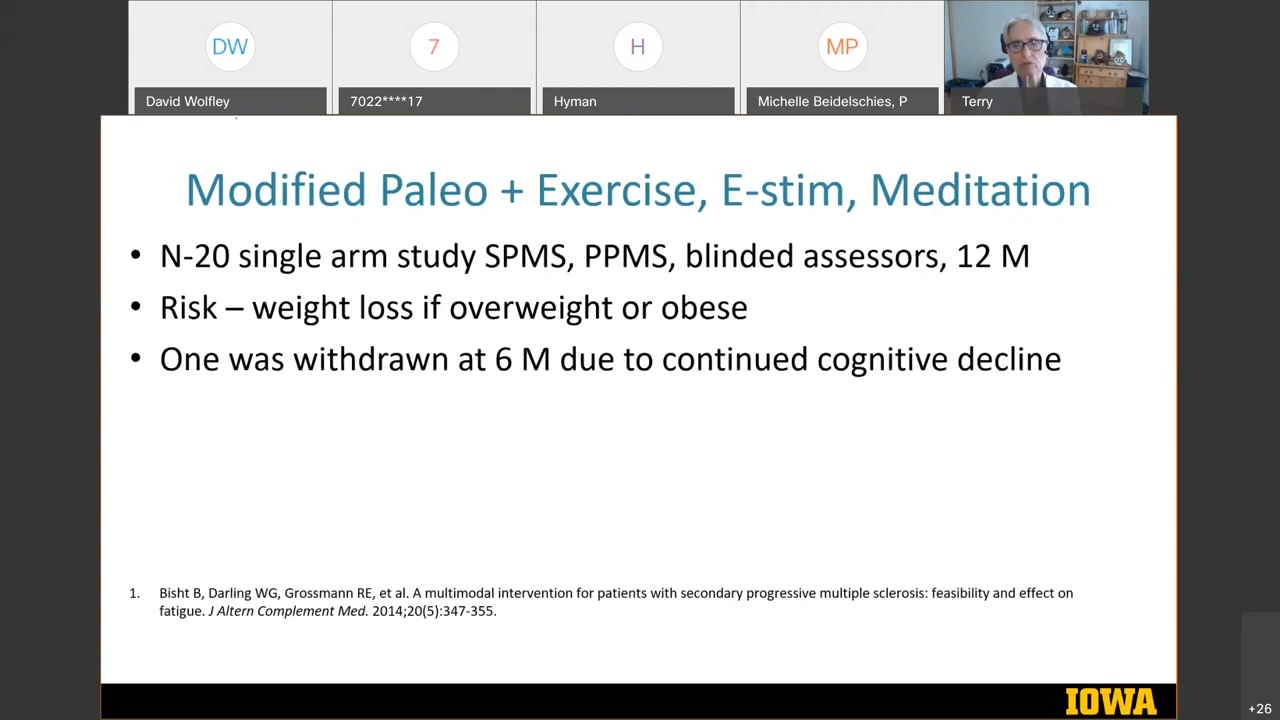 DW
7
H
MP
David Wolfley
7022****17
Hyman
Michelle Beidelschies, P
Terry
Modified Paleo + Exercise, E-stim, Meditation
• N-20 single arm study SPMS, PPMS, blinded assessors, 12 M
• Risk – weight loss if overweight or obese
• One was withdrawn at 6 M due to continued cognitive decline
1. Bisht B, Darling WG, Grossmann RE, et al. A multimodal intervention for patients with secondary progressive multiple sclerosis: feasibility and effect on
fatigue. J Altern Complement Med. 2014;20(5):347-355.
IOWA
+26